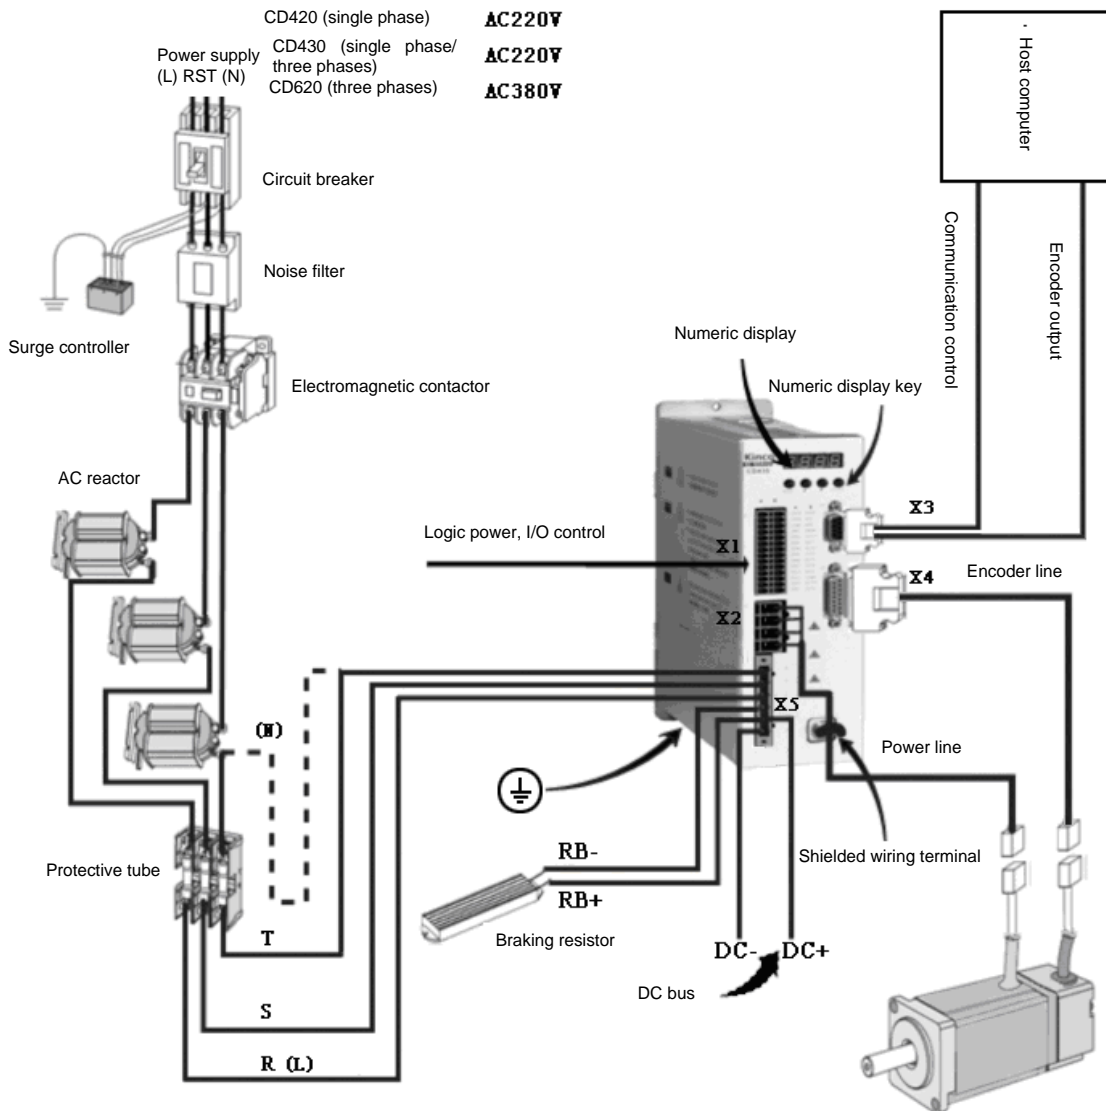 CD420 (single phase) AC220V
Power supply
(L) RST (N)
CD430 (single phase/
three phases) AC220V
CD620 (three phases) AC380V
Circuit breaker
Noise filter
Surge controller
Electromagnetic contactor
AC reactor
Protective tube
(N)
T
S
R (L)
· Host computer
Communication control
Encoder output
Numeric display
Numeric display key
Kinco
X3
Logic power, I/O control
X1
X4
Encoder line
X2
X5
Power line
Shielded wiring terminal
RB-
RB+
Braking resistor
DC-
DC+
DC bus